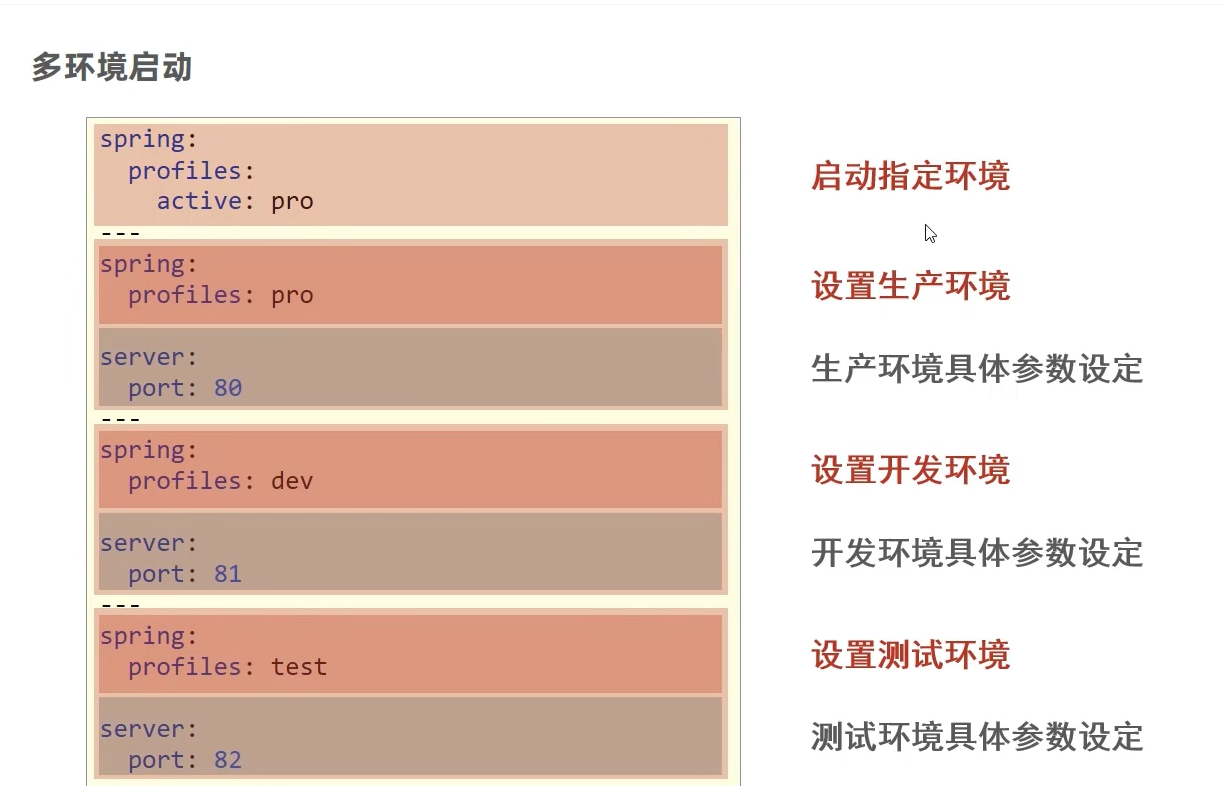 多环境启动
spring:
  profiles:
    active: pro
启动指定环境
---
spring:
  profiles: pro
设置生产环境
server:
  port: 80
生产环境具体参数设定
---
spring:
  profiles: dev
设置开发环境
server:
  port: 81
开发环境具体参数设定
---
spring:
  profiles: test
设置测试环境
server:
  port: 82
测试环境具体参数设定